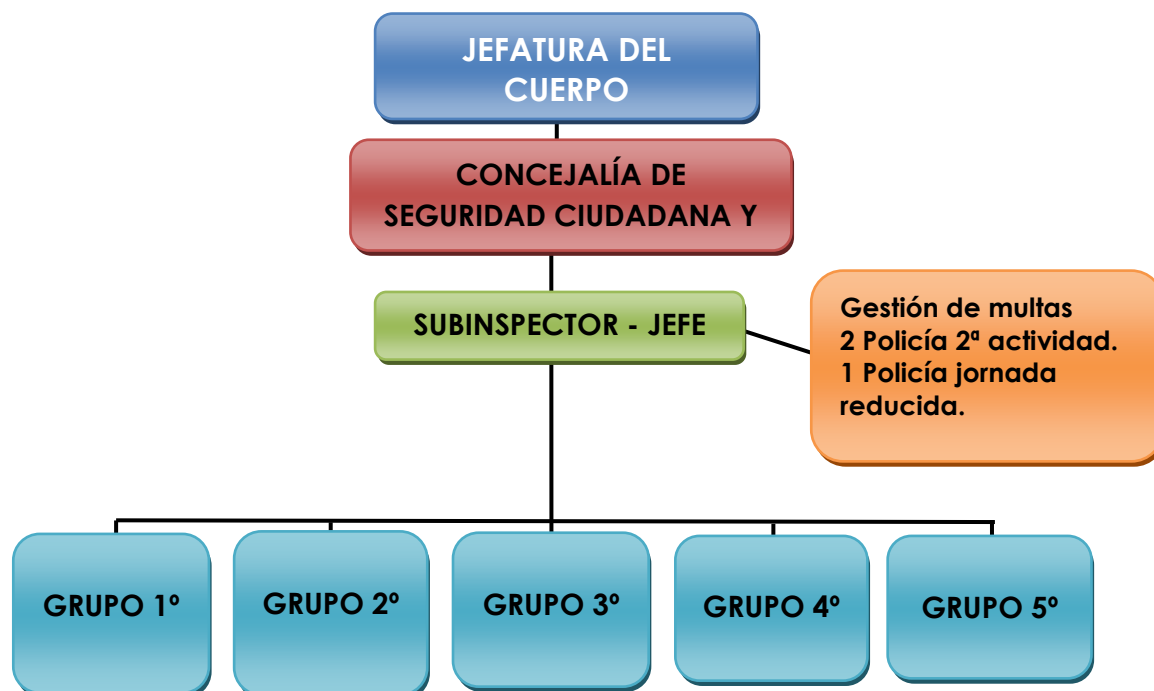 JEFATURA DEL
CUERPO
CONCEJALÍA DE
SEGURIDAD CIUDADANA Y
SUBINSPECTOR - JEFE
Gestión de multas
2 Policía 2ª actividad.
1 Policía jornada
reducida.
GRUPO 1º
GRUPO 2º
GRUPO 3º
GRUPO 4º
GRUPO 5º